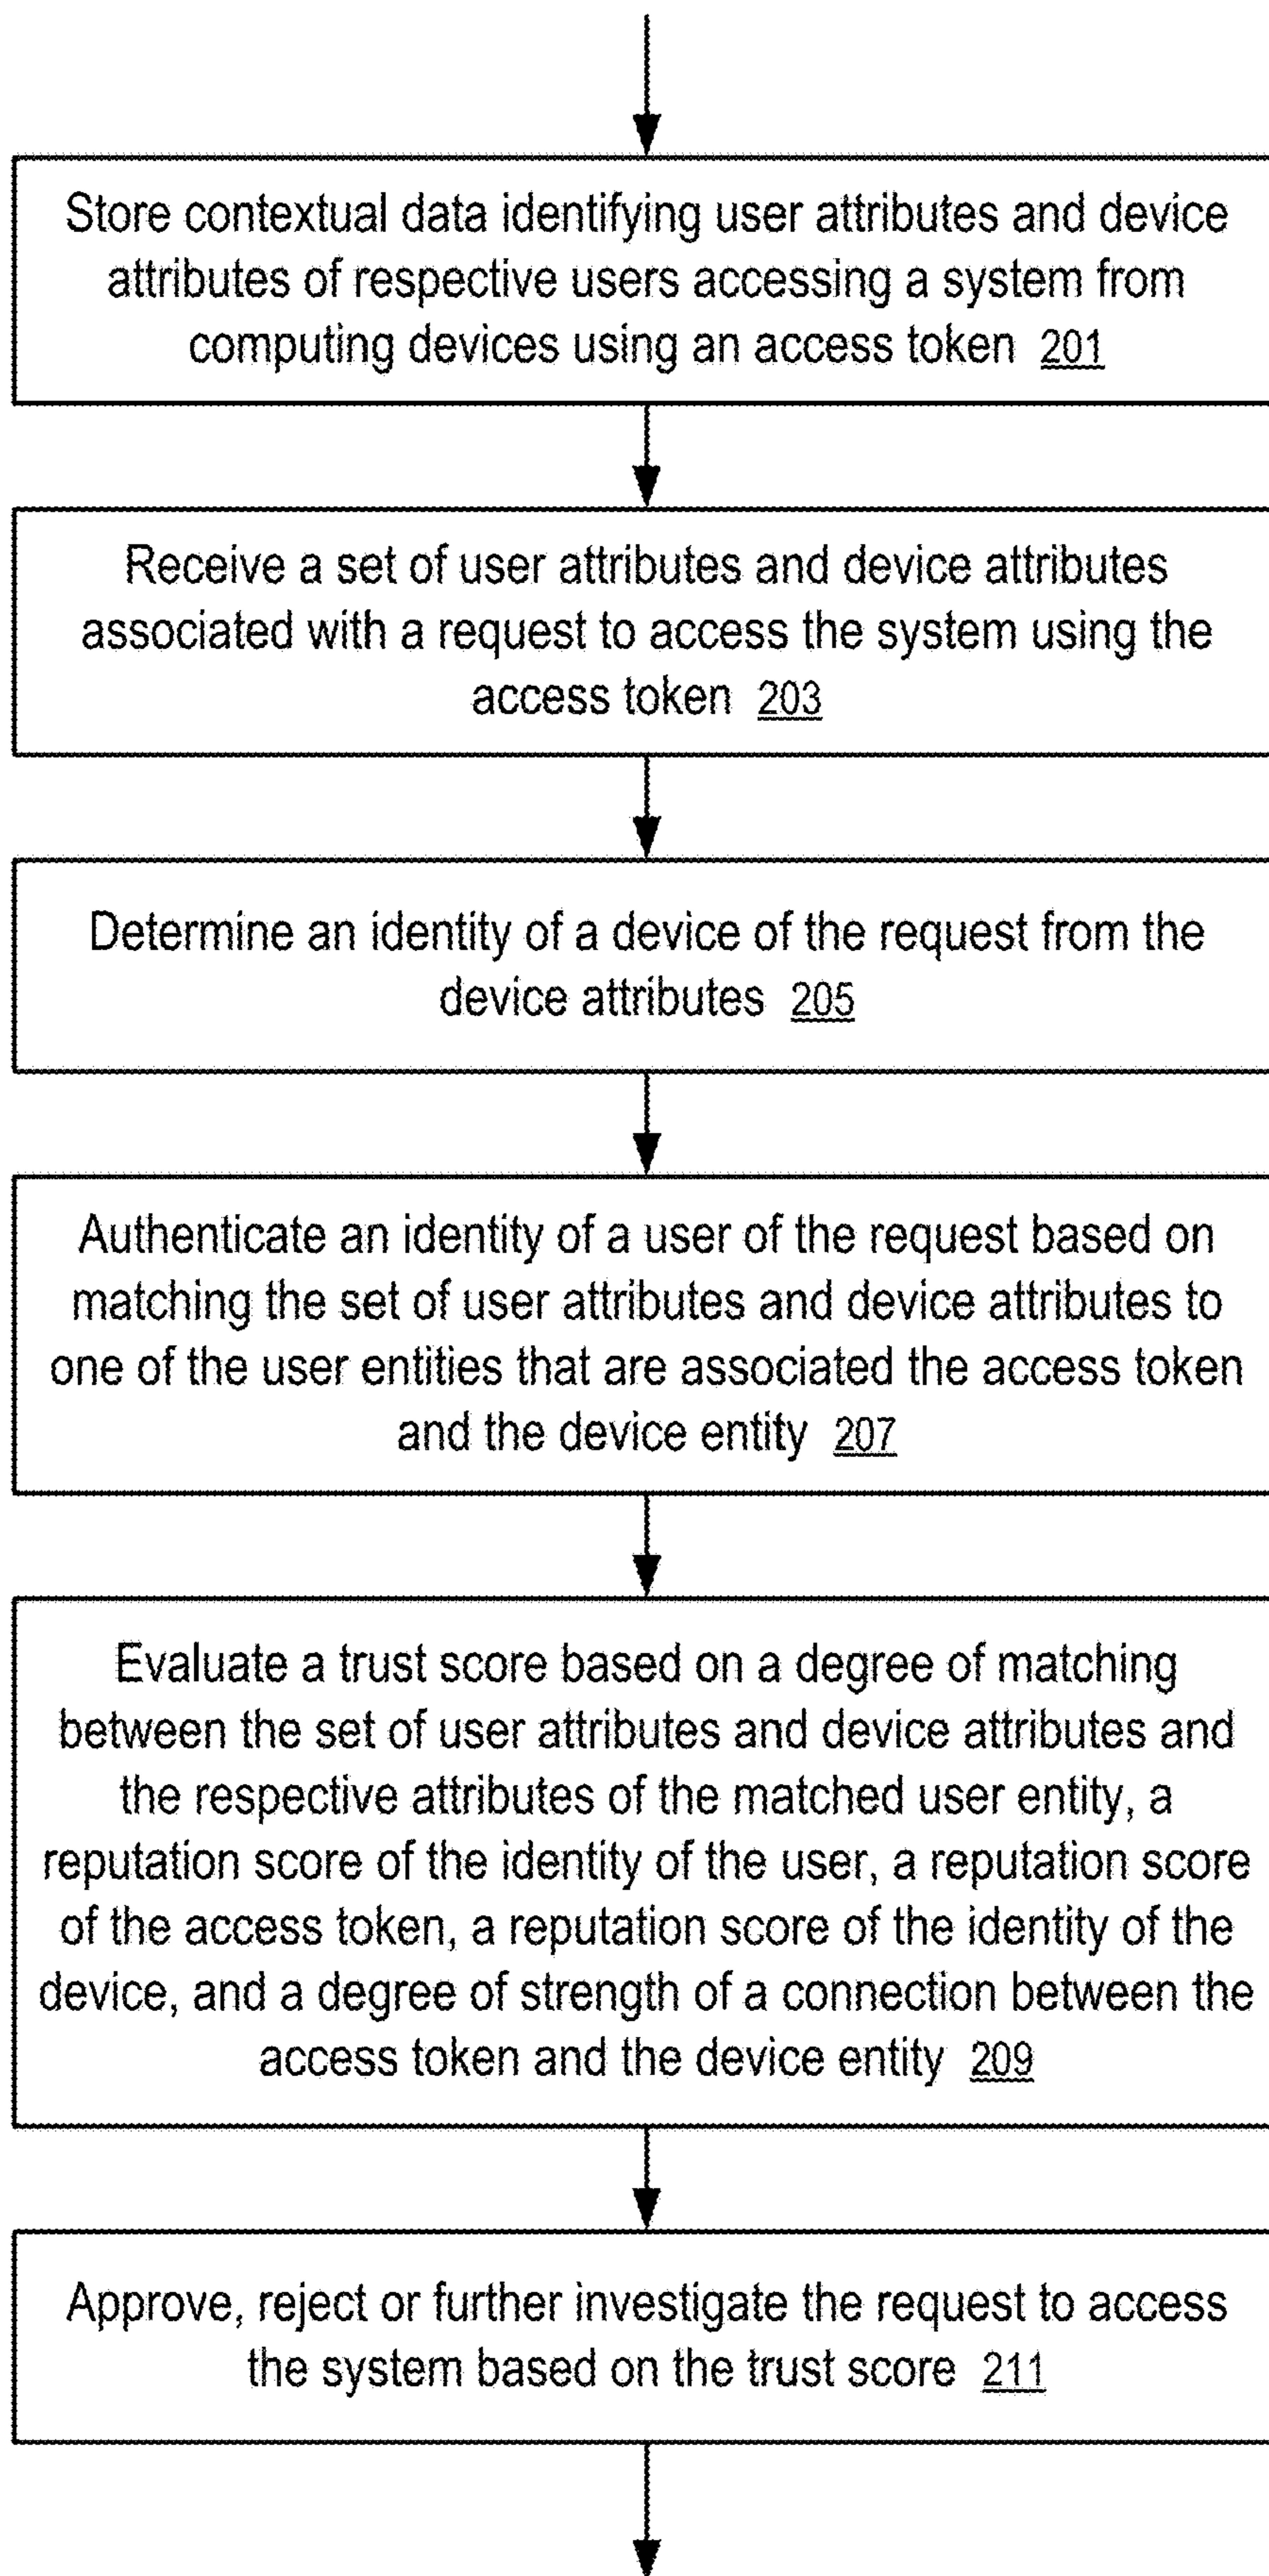 Store contextual data identifying user attributes and device
attributes of respective users accessing a system from
computing devices using an access token 201
Receive a set of user attributes and device attributes
associated with a request to access the system using the
access token 203
Determine an identity of a device of the request from the
device attributes 205
Authenticate an identity of a user of the request based on
matching the set of user attributes and device attributes to
one of the user entities that are associated the access token
and the device entity 207
Evaluate a trust score based on a degree of matching
between the set of user attributes and device attributes and
the respective attributes of the matched user entity, a
reputation score of the identity of the user, a reputation score
of the access token, a reputation score of the identity of the
device, and a degree of strength of a connection between the
access token and the device entity 209
Approve, reject or further investigate the request to access
the system based on the trust score 211